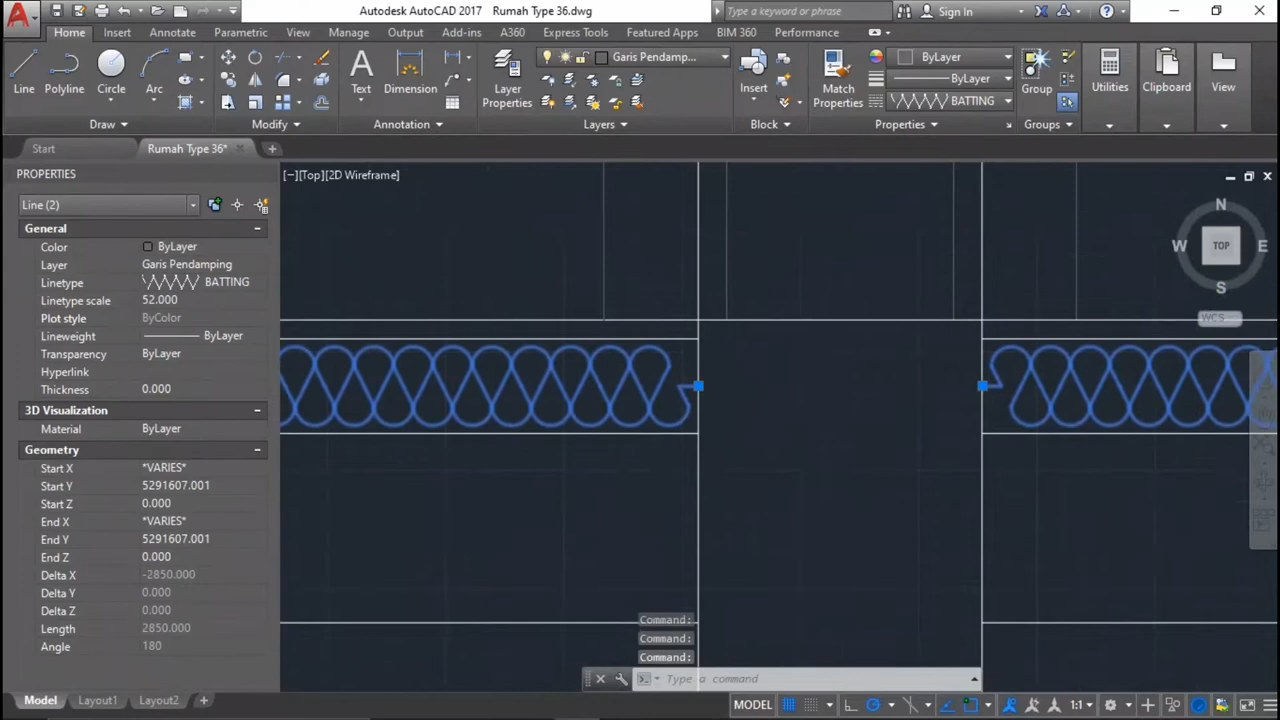 Autodesk AutoCAD 2017 Rumah Type 36.dwg
Type a keyword or phrase
Sign In
Home Insert Annotate Parametric View Manage Output Add-ins A360 Express Tools Featured Apps BIM 360 Performance
Line Polyline Circle Arc
Text Dimension
Layer Properties
Garis Pendamp...
Insert
Match Properties
ByLayer
ByLayer
BATTING
Group
Utilities
Clipboard
View
Draw Modify Annotation Layers Block Properties Groups
Start
Rumah Type 36*
PROPERTIES
[−][Top][2D Wireframe]
Line (2)
General
Color ByLayer
Layer Garis Pendamping
Linetype BATTING
Linetype scale 52.000
Plot style ByColor
Lineweight ByLayer
Transparency ByLayer
Hyperlink
Thickness 0.000
3D Visualization
Material ByLayer
Geometry
Start X *VARIES*
Start Y 5291607.001
Start Z 0.000
End X *VARIES*
End Y 5291607.001
End Z 0.000
Delta X -2850.000
Delta Y 0.000
Delta Z 0.000
Length 2850.000
Angle 180
N
W TOP E
S
WCS
Command:
Command:
Command:
Type a command
Model Layout1 Layout2
MODEL
1:1